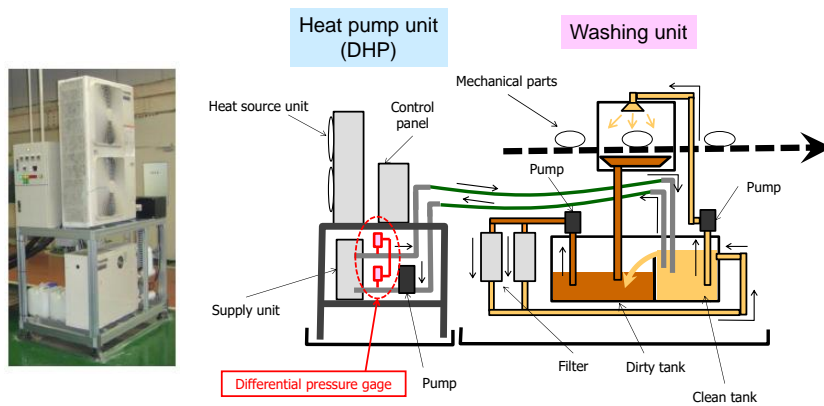 Heat pump unit
(DHP)
Washing unit
Mechanical parts
Heat source unit
Control
panel
Pump
Pump
Supply unit
Differential pressure gage
Pump
Filter
Dirty tank
Clean tank